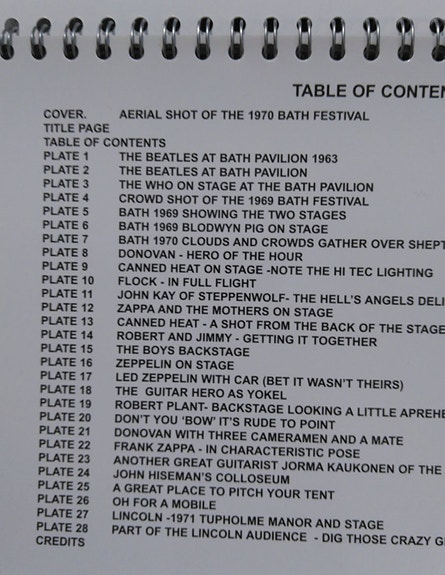 TABLE OF CONTEN
COVER. AERIAL SHOT OF THE 1970 BATH FESTIVAL
TITLE PAGE
TABLE OF CONTENTS
PLATE 1 THE BEATLES AT BATH PAVILION 1963
PLATE 2 THE BEATLES AT BATH PAVILION
PLATE 3 THE WHO ON STAGE AT THE BATH PAVILION
PLATE 4 CROWD SHOT OF THE 1969 BATH FESTIVAL
PLATE 5 BATH 1969 SHOWING THE TWO STAGES
PLATE 6 BATH 1969 BLODWYN PIG ON STAGE
PLATE 7 BATH 1970 CLOUDS AND CROWDS GATHER OVER SHEPT
PLATE 8 DONOVAN - HERO OF THE HOUR
PLATE 9 CANNED HEAT ON STAGE -NOTE THE HI TEC LIGHTING
PLATE 10 FLOCK - IN FULL FLIGHT
PLATE 11 JOHN KAY OF STEPPENWOLF- THE HELL'S ANGELS DELI
PLATE 12 ZAPPA AND THE MOTHERS ON STAGE
PLATE 13 CANNED HEAT - A SHOT FROM THE BACK OF THE STAGE
PLATE 14 ROBERT AND JIMMY - GETTING IT TOGETHER
PLATE 15 THE BOYS BACKSTAGE
PLATE 16 ZEPPELIN ON STAGE
PLATE 17 LED ZEPPELIN WITH CAR (BET IT WASN'T THEIRS)
PLATE 18 THE GUITAR HERO AS YOKEL
PLATE 19 ROBERT PLANT- BACKSTAGE LOOKING A LITTLE APREHE
PLATE 20 DON'T YOU 'BOW' IT'S RUDE TO POINT
PLATE 21 DONOVAN WITH THREE CAMERAMEN AND A MATE
PLATE 22 FRANK ZAPPA - IN CHARACTERISTIC POSE
PLATE 23 ANOTHER GREAT GUITARIST JORMA KAUKONEN OF THE
PLATE 24 JOHN HISEMAN'S COLLOSEUM
PLATE 25 A GREAT PLACE TO PITCH YOUR TENT
PLATE 26 OH FOR A MOBILE
PLATE 27 LINCOLN -1971 TUPHOLME MANOR AND STAGE
PLATE 28 PART OF THE LINCOLN AUDIENCE - DIG THOSE CRAZY G
CREDITS